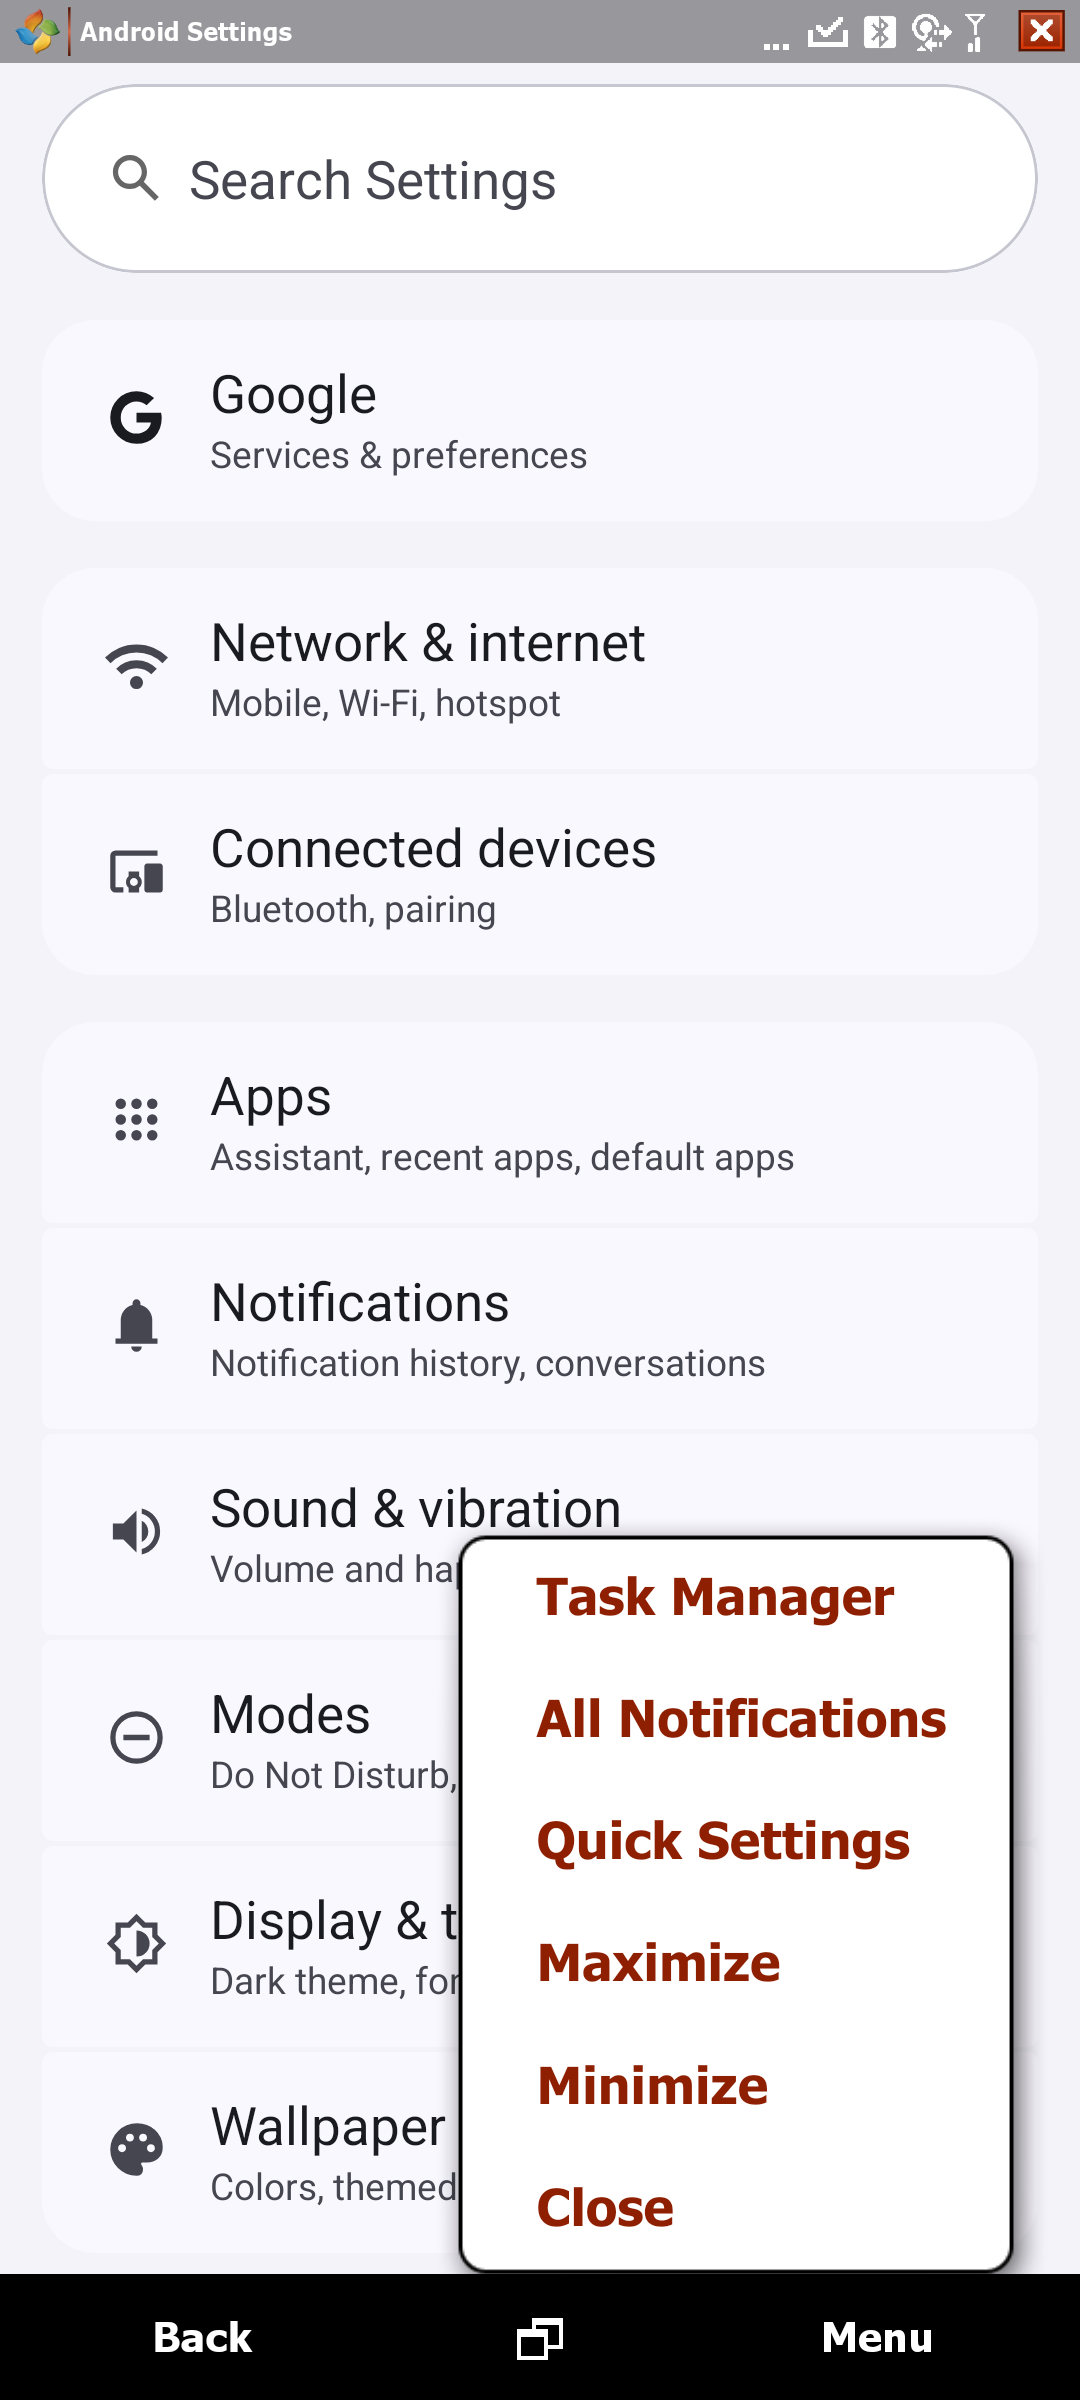 Android Settings
Search Settings
Google
Services & preferences
Network & internet
Mobile, Wi-Fi, hotspot
Connected devices
Bluetooth, pairing
Apps
Assistant, recent apps, default apps
Notifications
Notification history, conversations
Sound & vibration
Volume and
Modes
Do Not Disturb,
Display &
Dark theme,
Wallpaper
Colors, themed
Task Manager
All Notifications
Quick Settings
Maximize
Minimize
Close
Back
Menu